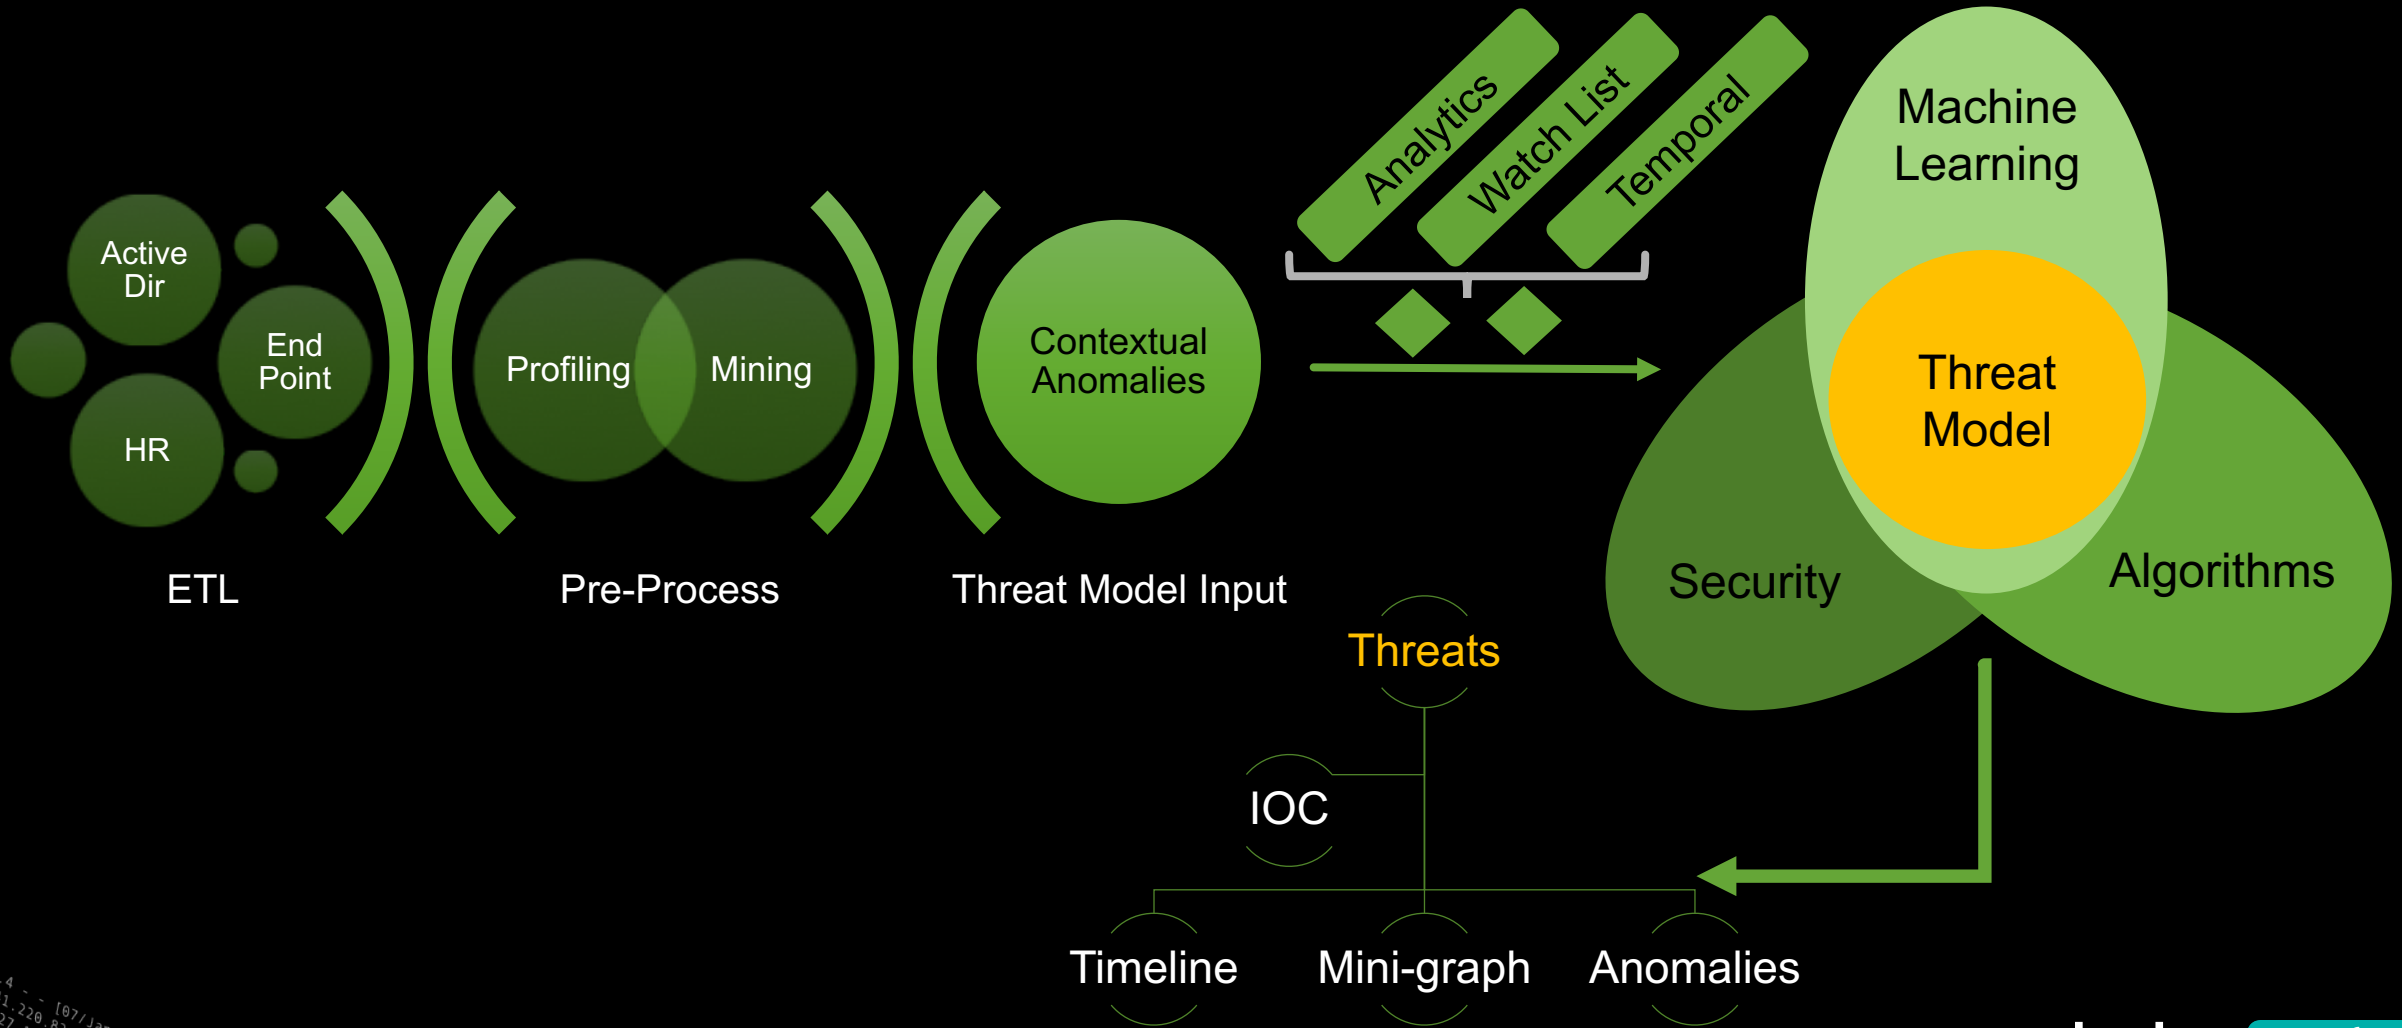 Active
Dir
End
Point
HR
ETL
Profiling
Mining
Pre-Process
Contextual
Anomalies
Threat Model Input
Analytics
Watch List
Temporal
Machine
Learning
Threat
Model
Security
Algorithms
Threats
IOC
Timeline
Mini-graph
Anomalies